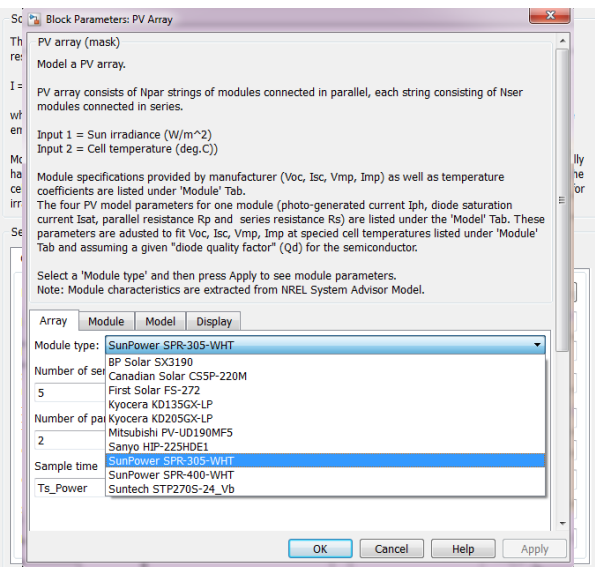 Block Parameters: PV Array
PV array (mask)
Model a PV array.
PV array consists of Npar strings of modules connected in parallel, each string consisting of Nser
modules connected in series.
Input 1 = Sun irradiance (W/m^2)
Input 2 = Cell temperature (deg.C))
Module specifications provided by manufacturer (Voc, Isc, Vmp, Imp) as well as temperature
coefficients are listed under 'Module' Tab.
The four PV model parameters for one module (photo-generated current Iph, diode saturation
current Isat, parallel resistance Rp and series resistance Rs) are listed under the 'Model' Tab. These
parameters are adusted to fit Voc, Isc, Vmp, Imp at specied cell temperatures listed under 'Module'
Tab and assuming a given "diode quality factor" (Qd) for the semiconductor.
Select a 'Module type' and then press Apply to see module parameters.
Note: Module characteristics are extracted from NREL System Advisor Model.
Array Module Model Display
Module type: SunPower SPR-305-WHT
BP Solar SX3190
Number of ser
Canadian Solar CS5P-220M
First Solar FS-272
5
Kyocera KD135GX-LP
Kyocera KD205GX-LP
Number of pa
Mitsubishi PV-UD190MF5
2
Sanyo HIP-225HDE1
SunPower SPR-305-WHT
Sample time
SunPower SPR-400-WHT
Ts_Power
Suntech STP270S-24_Vb
OK Cancel Help Apply